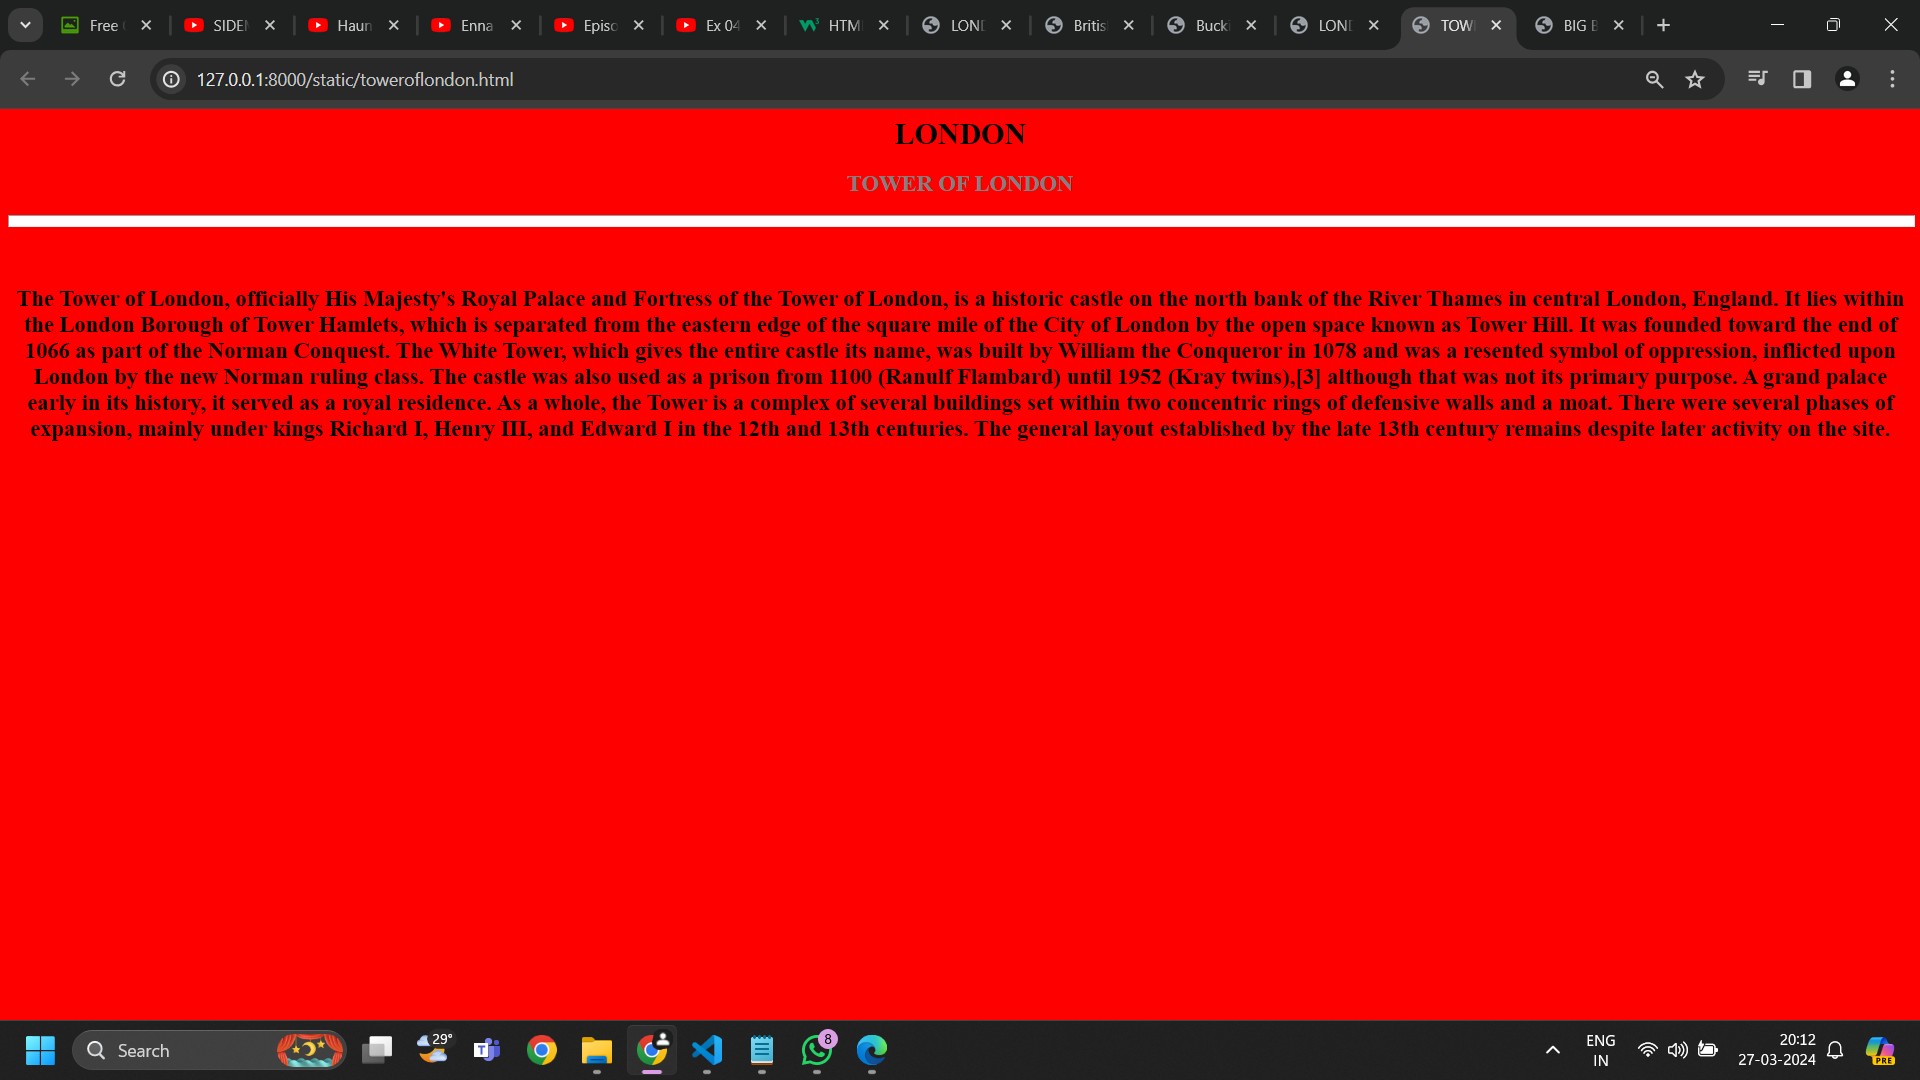 Free
SIDE
Haun
Enna
Episo
Ex 04
HTM
LONI
Britis
Bucki
LONI
TOW
BIG B
127.0.0.1:8000/static/toweroflondon.html
LONDON
TOWER OF LONDON
The Tower of London, officially His Majesty's Royal Palace and Fortress of the Tower of London, is a historic castle on the north bank of the River Thames in central London, England. It lies within
the London Borough of Tower Hamlets, which is separated from the eastern edge of the square mile of the City of London by the open space known as Tower Hill. It was founded toward the end of
1066 as part of the Norman Conquest. The White Tower, which gives the entire castle its name, was built by William the Conqueror in 1078 and was a resented symbol of oppression, inflicted upon
London by the new Norman ruling class. The castle was also used as a prison from 1100 (Ranulf Flambard) until 1952 (Kray twins),[3] although that was not its primary purpose. A grand palace
early in its history, it served as a royal residence. As a whole, the Tower is a complex of several buildings set within two concentric rings of defensive walls and a moat. There were several phases of
expansion, mainly under kings Richard I, Henry III, and Edward I in the 12th and 13th centuries. The general layout established by the late 13th century remains despite later activity on the site.
Search
29°
8
ENG
IN
20:12
27-03-2024
PRE